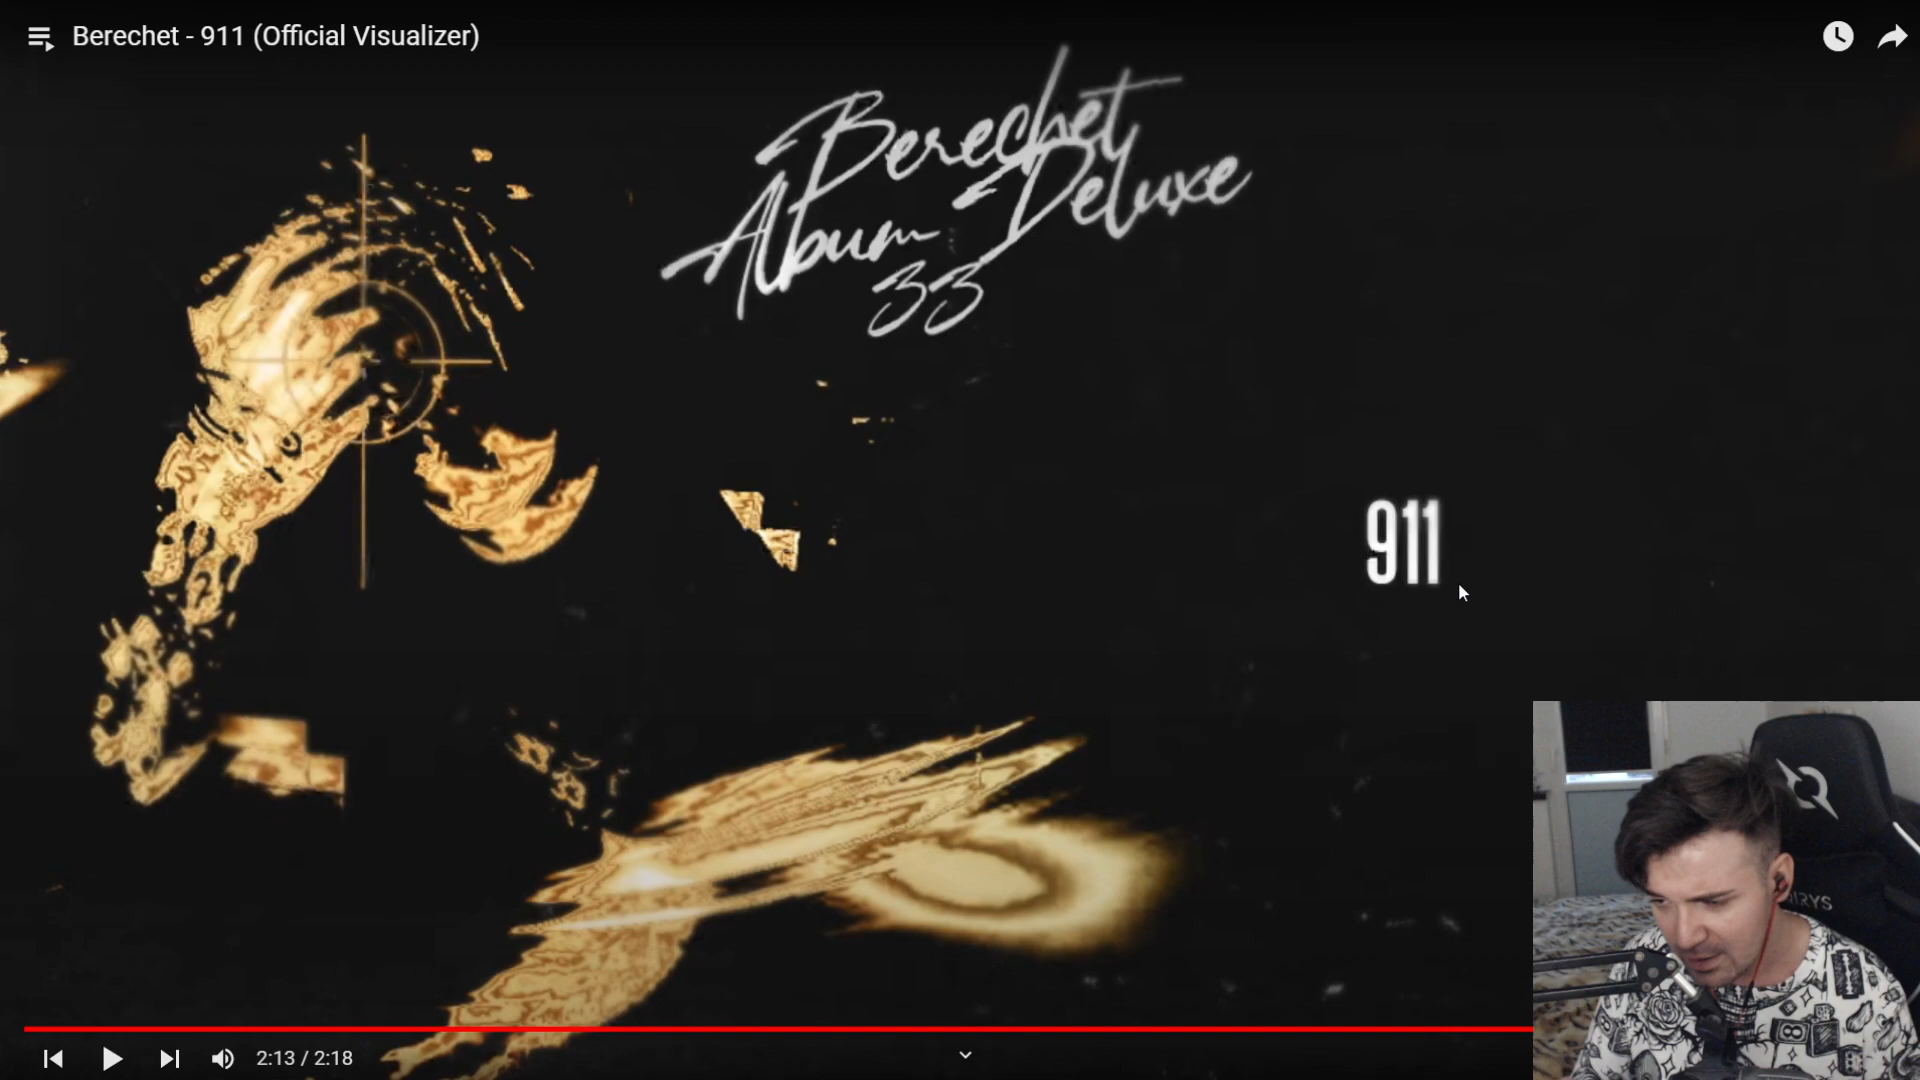 Berechet - 911 (Official Visualizer)
Berechet
Album Deluxe
33
911
2:13 / 2:18